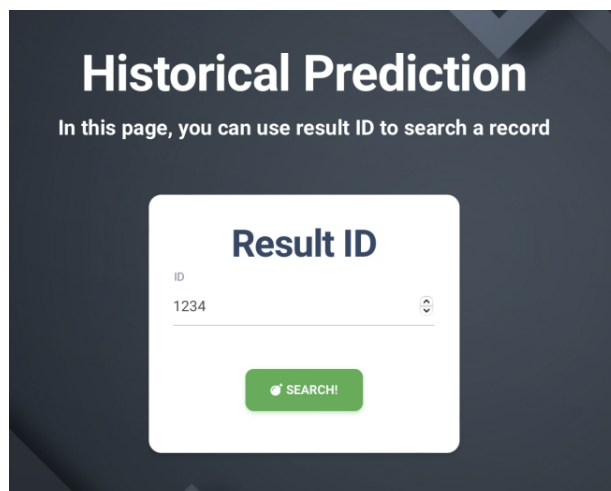 Historical Prediction
In this page, you can use result ID to search a record
Result ID
ID
1234
SEARCH!